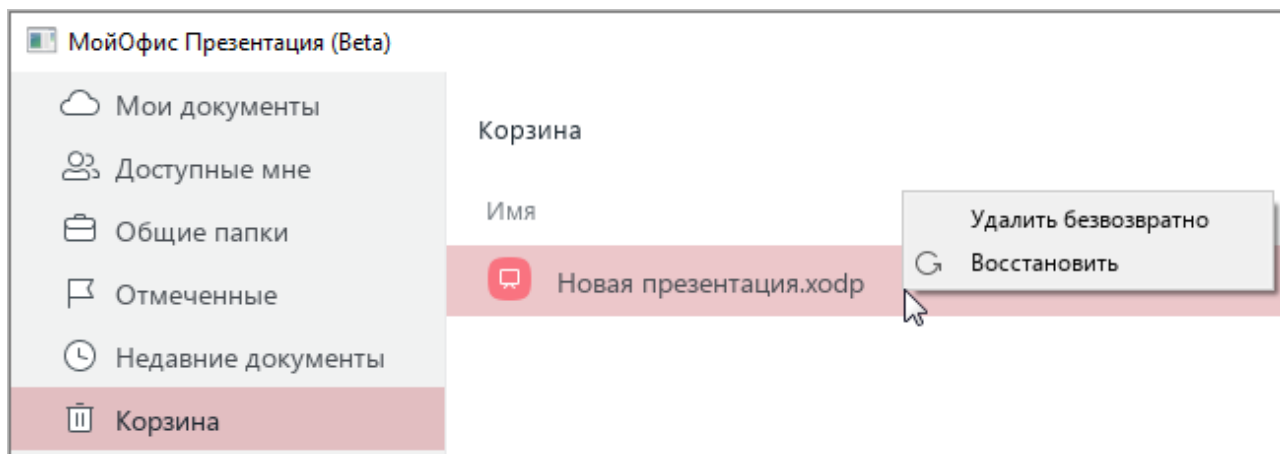 МойОфис Презентация (Beta)
Мои документы
Доступные мне
Общие папки
Отмеченные
Недавние документы
Корзина
Корзина
Имя
Новая презентация.xodp
Удалить безвозвратно
Восстановить